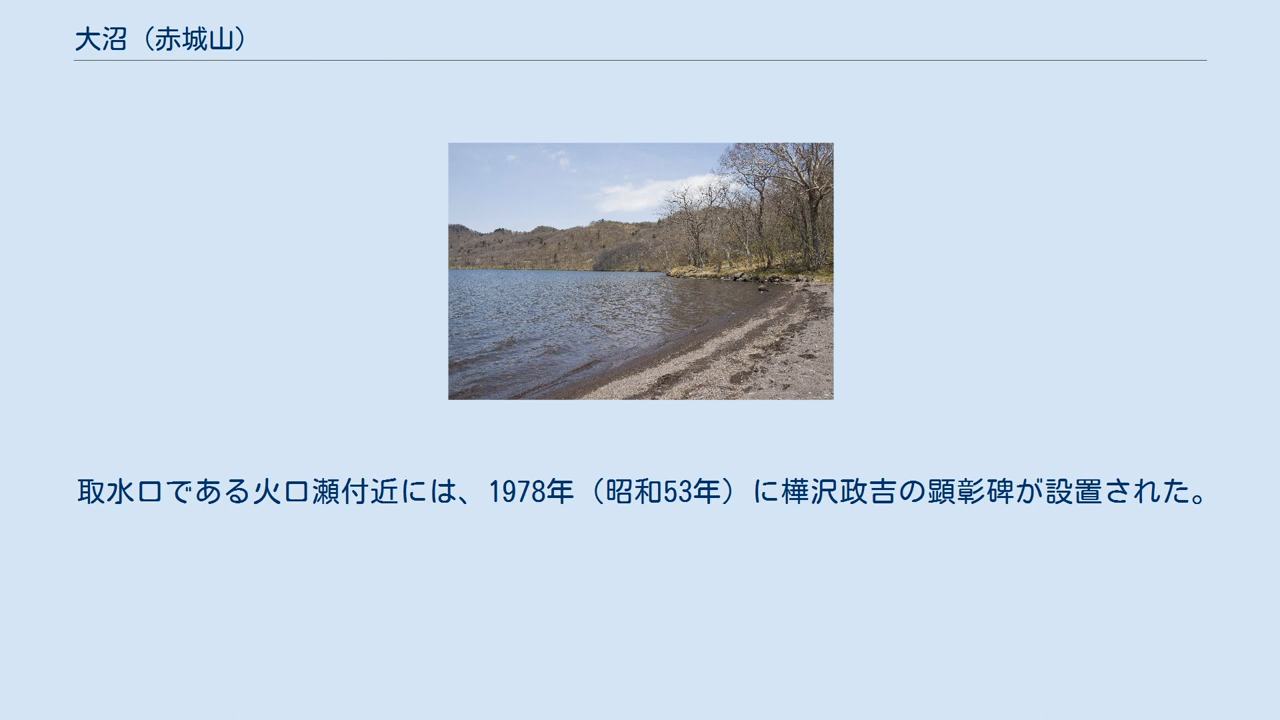 大沼（赤城山）
取水口である火口瀬付近には、1978年（昭和53年）に樺沢政吉の顕彰碑が設置された。